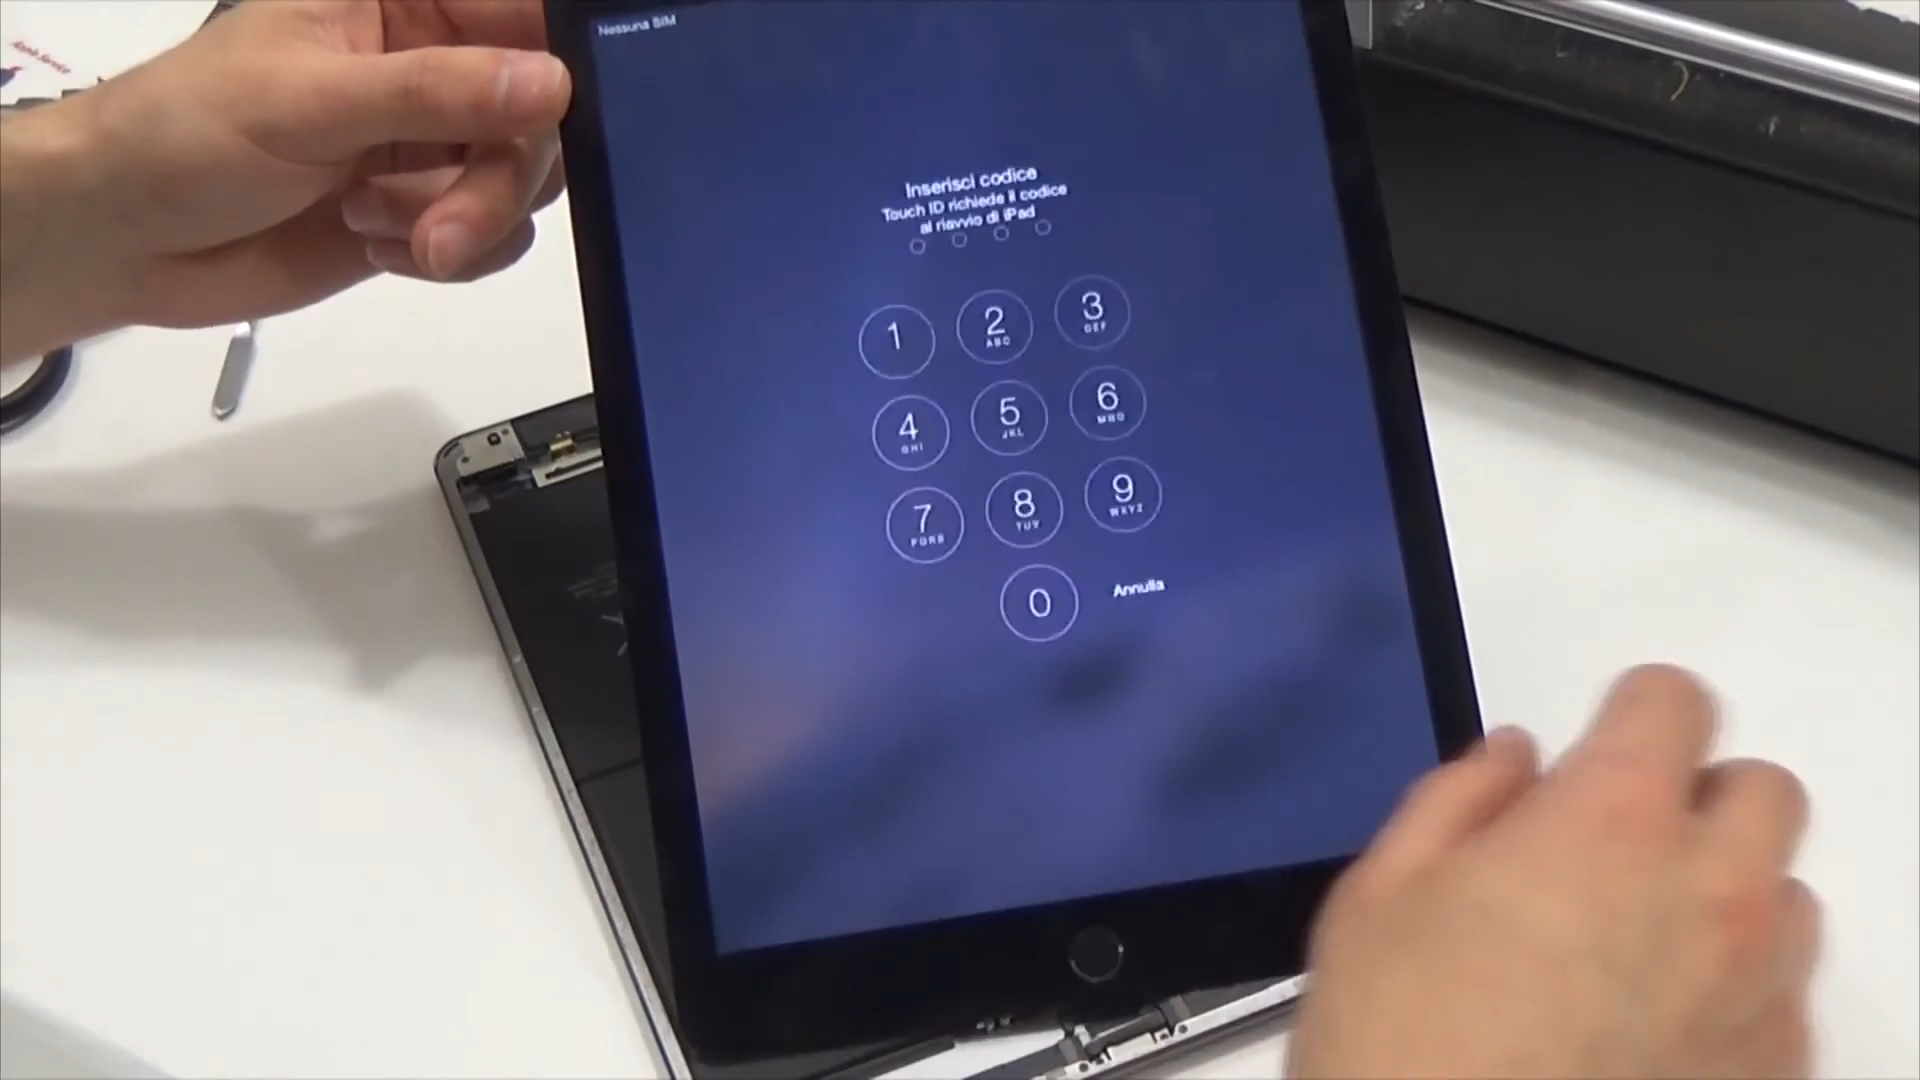 Nessuna SIM
Inserisci codice
Touch ID richiede il codice
al riavvio di iPad
1
2
ABC
3
DEF
4
GHI
5
JKL
6
MNO
7
PQRS
8
TUV
9
WXYZ
0
Annulla